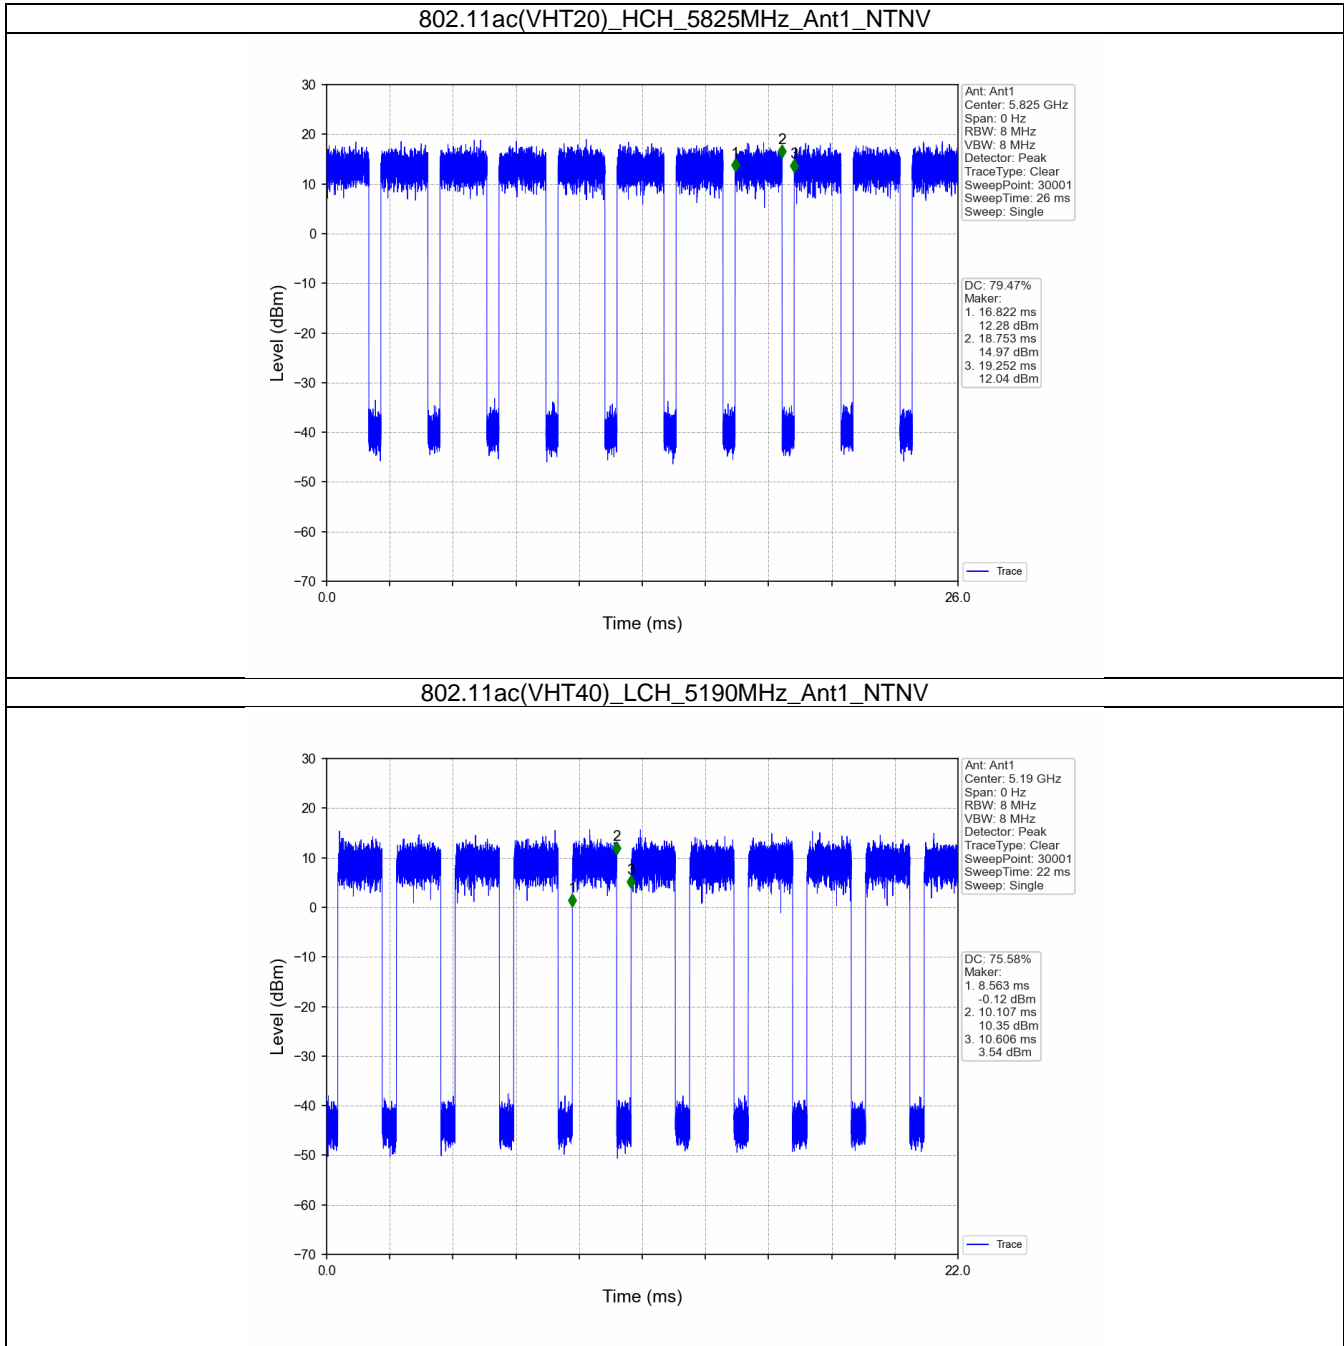 802.11ac(VHT20)_HCH_5825MHz_Ant1_NTNV
30
20
10
0
−10
−20
−30
−40
−50
−60
−70
Level (dBm)
0.0
26.0
Time (ms)
1
2
3
Ant: Ant1
Center: 5.825 GHz
Span: 0 Hz
RBW: 8 MHz
VBW: 8 MHz
Detector: Peak
TraceType: Clear
SweepPoint: 30001
SweepTime: 26 ms
Sweep: Single
DC: 79.47%
Maker:
1. 16.822 ms
12.28 dBm
2. 18.753 ms
14.97 dBm
3. 19.252 ms
12.04 dBm
Trace
802.11ac(VHT40)_LCH_5190MHz_Ant1_NTNV
30
20
10
0
−10
−20
−30
−40
−50
−60
−70
Level (dBm)
0.0
22.0
Time (ms)
1
2
3
Ant: Ant1
Center: 5.19 GHz
Span: 0 Hz
RBW: 8 MHz
VBW: 8 MHz
Detector: Peak
TraceType: Clear
SweepPoint: 30001
SweepTime: 22 ms
Sweep: Single
DC: 75.58%
Maker:
1. 8.563 ms
-0.12 dBm
2. 10.107 ms
10.35 dBm
3. 10.606 ms
3.54 dBm
Trace